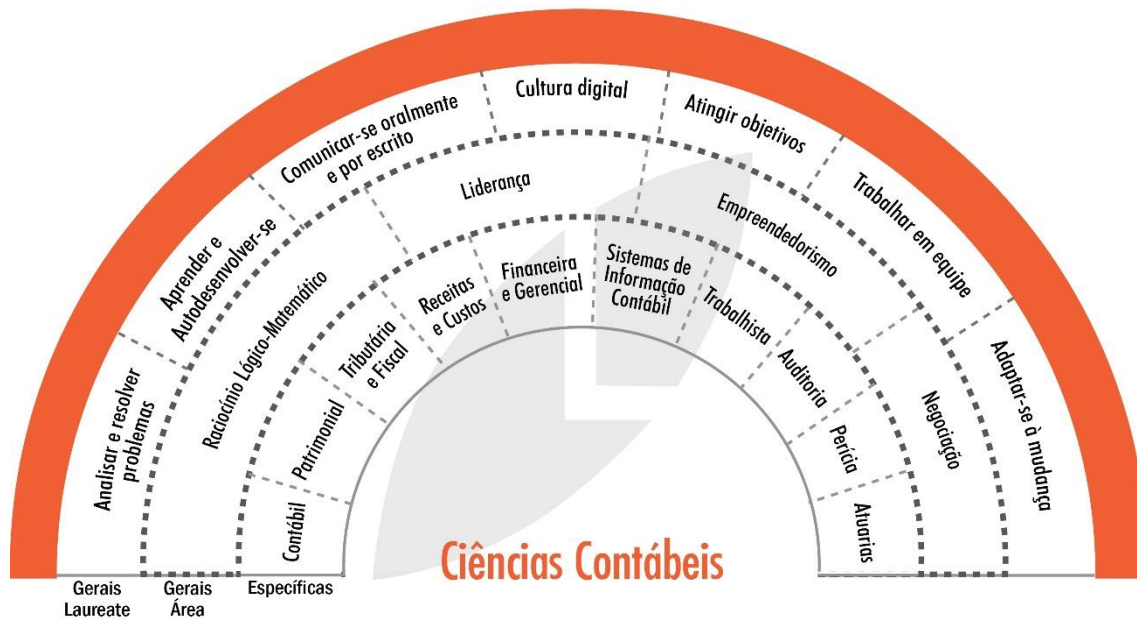 Analisar e resolver
problemas
Aprender e
Autodesenvolver-se
Comunicar-se oralmente
e por escrito
Cultura digital
Atingir objetivos
Trabalhar em equipe
Adaptar-se à mudança
Raciocínio Lógico-Matemático
Liderança
Empreendedorismo
Negociação
Contábil
Patrimonial
Tributária
e Fiscal
Receitas
e Custos
Financeira
e Gerencial
Sistemas de
Informação
Contábil
Trabalhista
Auditoria
Perícia
Atuarias
Ciências Contábeis
Gerais
Laureate
Gerais
Área
Específicas